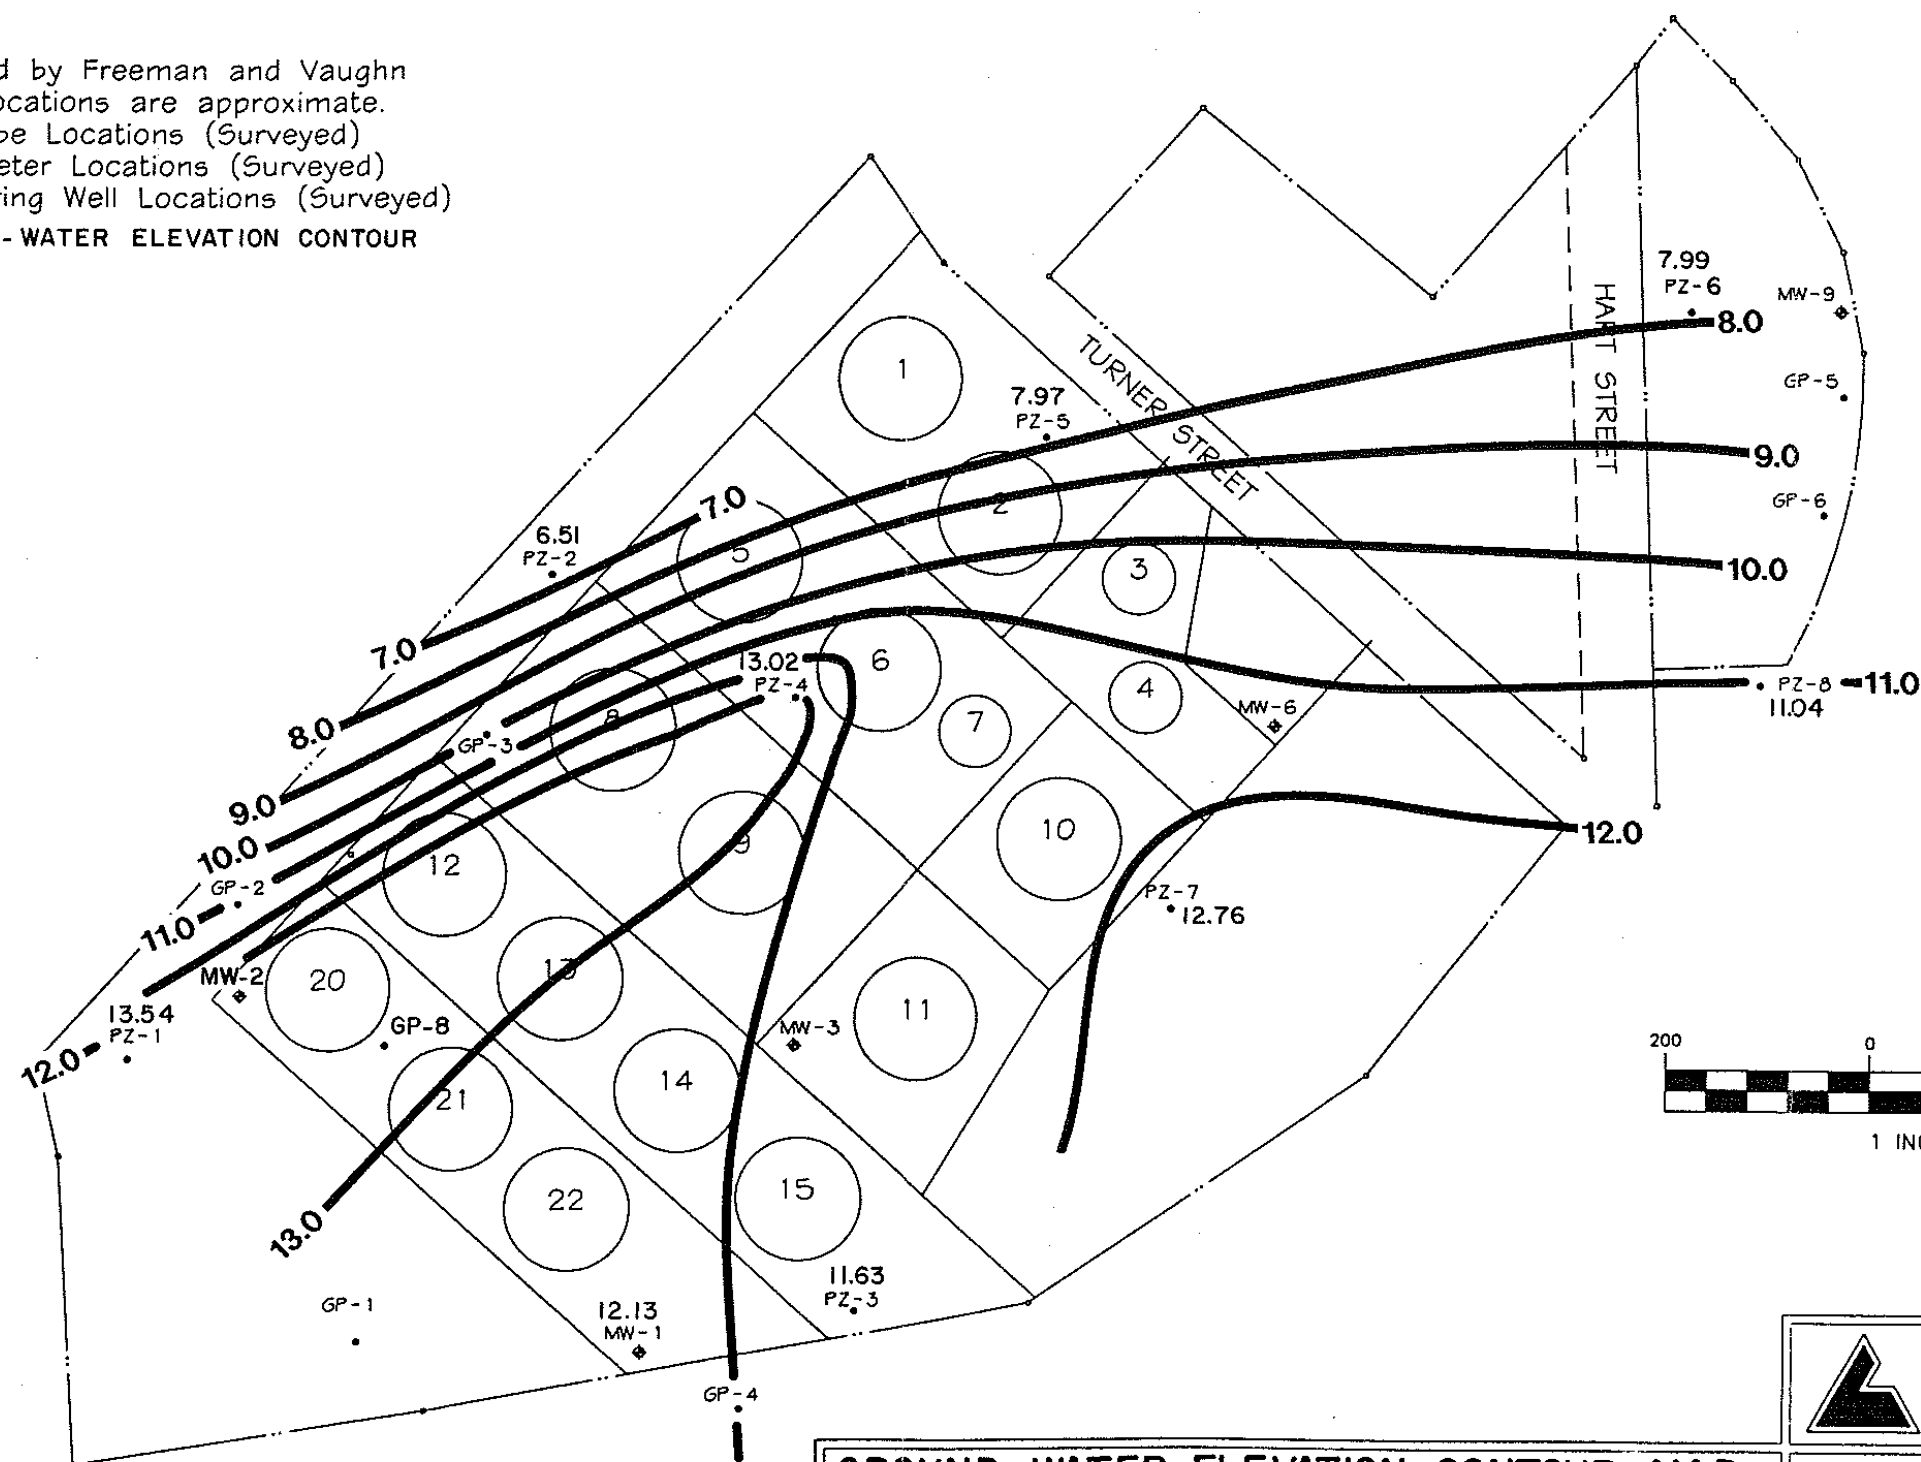 d by Freeman and Vaughn
ocations are approximate.
be Locations (Surveyed)
eter Locations (Surveyed)
ring Well Locations (Surveyed)
-WATER ELEVATION CONTOUR
7.99
PZ-6
MW-9
8.0
HART STREET
1
TURNER STREET
GP-5
7.97
PZ-5
9.0
7.0
2
GP-6
6.51
PZ-2
5
3
10.0
7.0
13.02
PZ-4
6
4
PZ-8
11.0
11.04
8.0
GP-3
8
7
MW-6
9.0
10.0
12
9
10
12.0
GP-2
11.0
PZ-7
12.76
MW-2
20
13
13.54
PZ-1
GP-8
MW-3
11
12.0
200
0
21
14
1 IN
22
15
13.0
GP-1
11.63
PZ-3
12.13
MW-1
GP-4
GROUND-WATER ELEVATION CONTOUR MAP